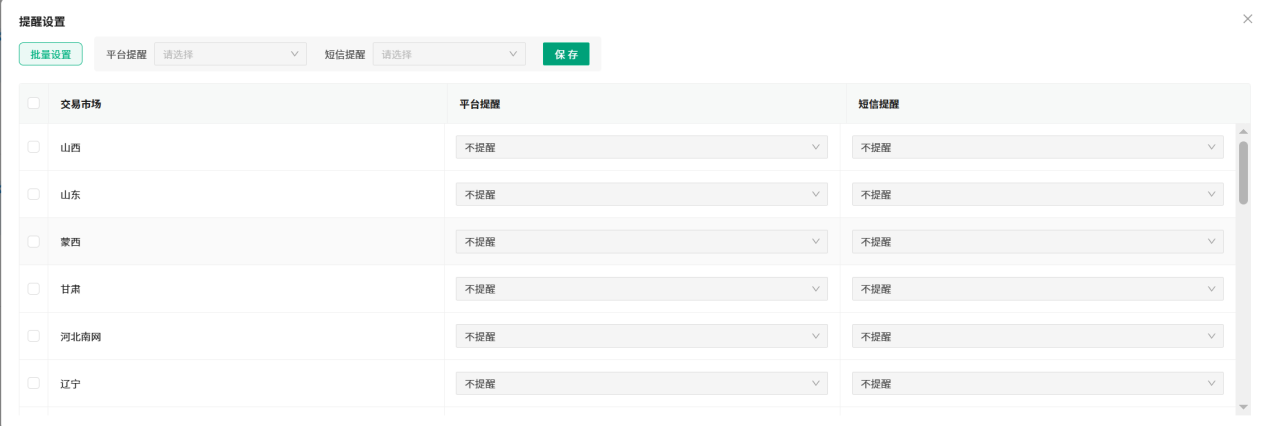 提醒设置
批量设置 平台提醒 请选择 短信提醒 请选择 保存
交易市场 平台提醒 短信提醒
山西 不提醒 不提醒
山东 不提醒 不提醒
蒙西 不提醒 不提醒
甘肃 不提醒 不提醒
河北南网 不提醒 不提醒
辽宁 不提醒 不提醒